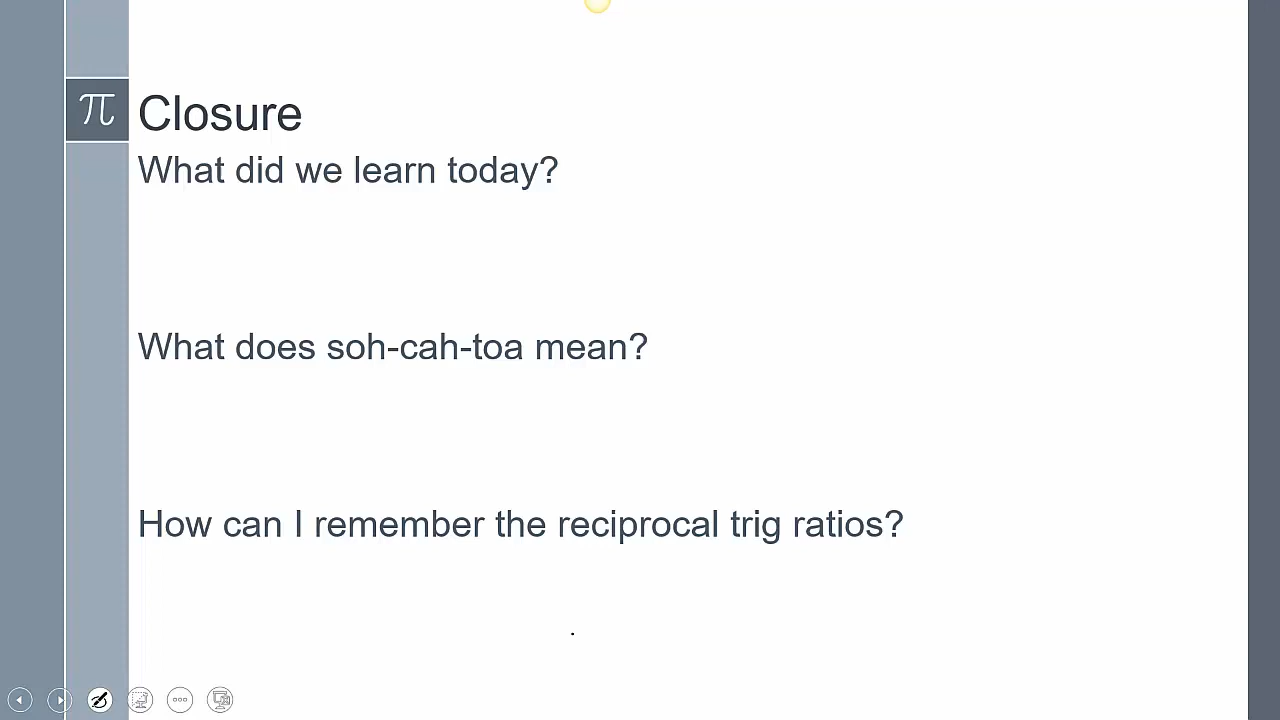 π Closure
What did we learn today?
What does soh-cah-toa mean?
How can I remember the reciprocal trig ratios?